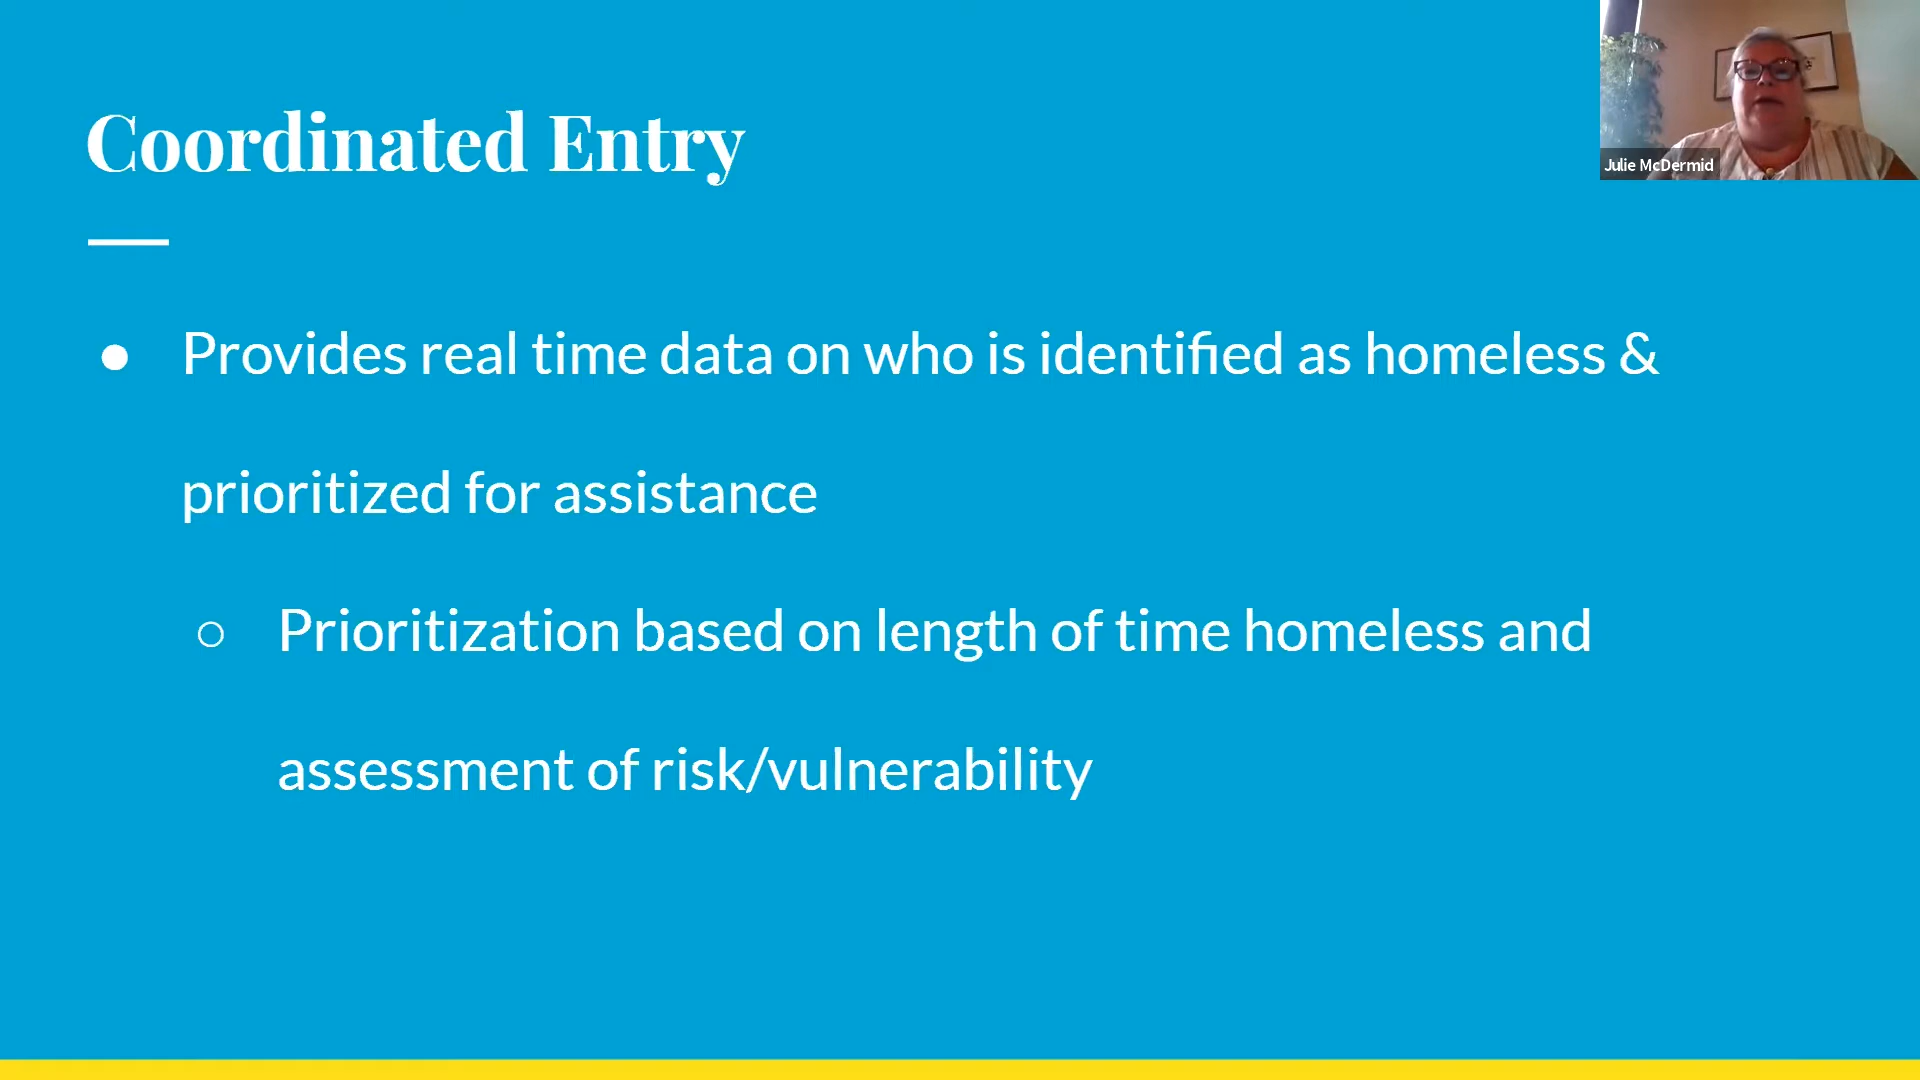 Coordinated Entry
Julie McDermid
● Provides real time data on who is identified as homeless &
prioritized for assistance
○ Prioritization based on length of time homeless and
assessment of risk/vulnerability